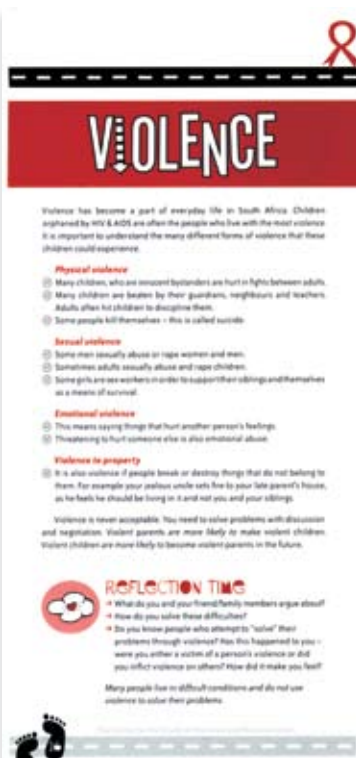 VIOLENCE
Violence has become a part of everyday life in South Africa. Children
orphaned by HIV & AIDS are often the people who live with the most violence
It is important to understand the many different forms of violence that these
children could experience.
Physical violence
Many children, who are innocent bystanders are hurt in fights between adults.
Many children are beaten by their guardians, neighbours and teachers.
Adults often hit children to discipline them.
Some people kill themselves – this is called suicide.
Sexual violence
Some men sexually abuse or rape women and men.
Sometimes adults sexually abuse and rape children.
Some girls are sex workers in order to support their siblings and themselves
as a means of survival.
Emotional violence
This means saying things that hurt another person's feelings.
Threatening to hurt someone else is also emotional abuse.
Violence to property
It is also violence if people break or destroy things that do not belong to
them. For example your jealous uncle sets fire to your late parent's house,
as he feels he should be living in it and not you and your siblings.
Violence is never acceptable. You need to solve problems with discussion
and negotiation. Violent parents are more likely to make violent children.
Violent children are more likely to become violent parents in the future.
REFLECTION TIME
What do you and your friend/family members argue about?
How do you solve these difficulties?
Do you know people who attempt to "solve" their
problems through violence? Has this happened to you –
were you either a victim of a person's violence or did
you inflict violence on others? How did it make you feel?
Many people live in difficult conditions and do not use
violence to solve their problems.